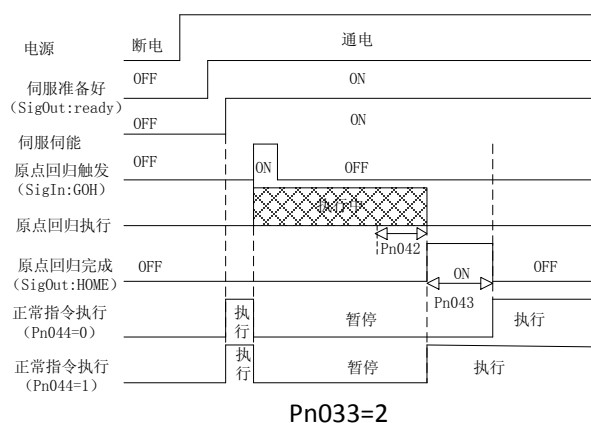 电源 断电 通电
伺服准备好 OFF ON
(SigOut:ready)
OFF ON
伺服伺能
原点回归触发 OFF ON OFF
(SigIn:GOH)
执行中
原点回归执行
Pn042
原点回归完成 OFF ON OFF
(SigOut:HOME)
Pn043
正常指令执行 执行 暂停 执行
(Pn044=0)
正常指令执行 执行 暂停 执行
(Pn044=1)
Pn033=2